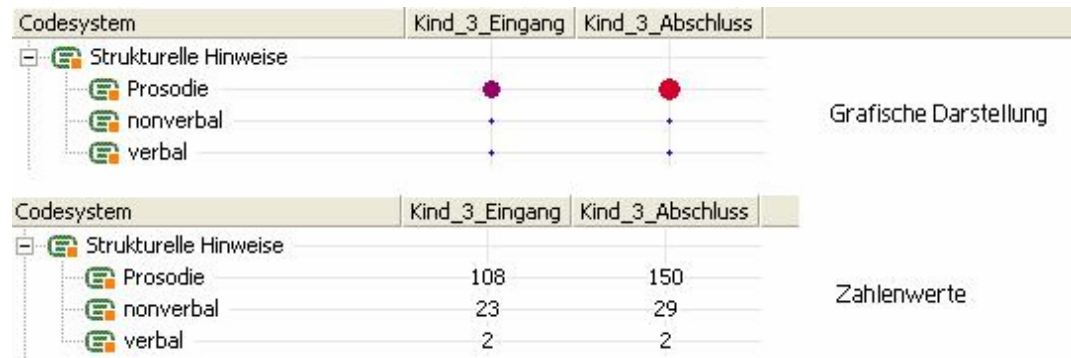 Codesystem Kind_3_Eingang Kind_3_Abschluss
Strukturelle Hinweise
Prosodie
nonverbal
verbal
Grafische Darstellung
Codesystem Kind_3_Eingang Kind_3_Abschluss
Strukturelle Hinweise
Prosodie 108 150
nonverbal 23 29
verbal 2 2
Zahlenwerte